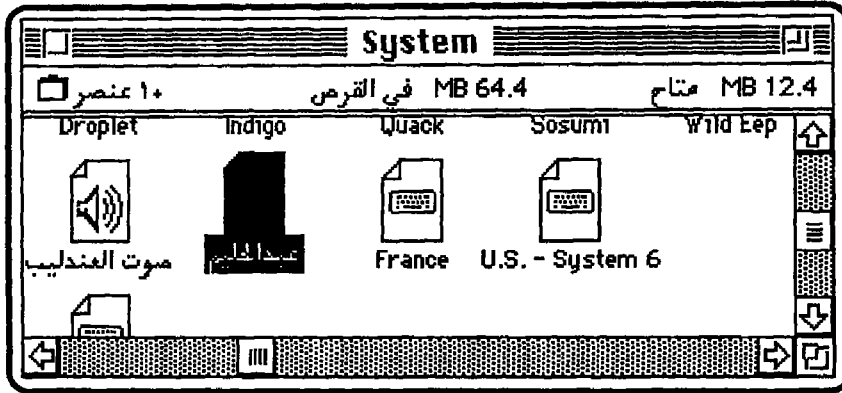 System
١٠ عنصر MB 64.4 في القرص MB 12.4 متاح
Droplet Indigo Quack Sosumi Wild Eep
صوت العندليب عبدالحليم France U.S. - System 6